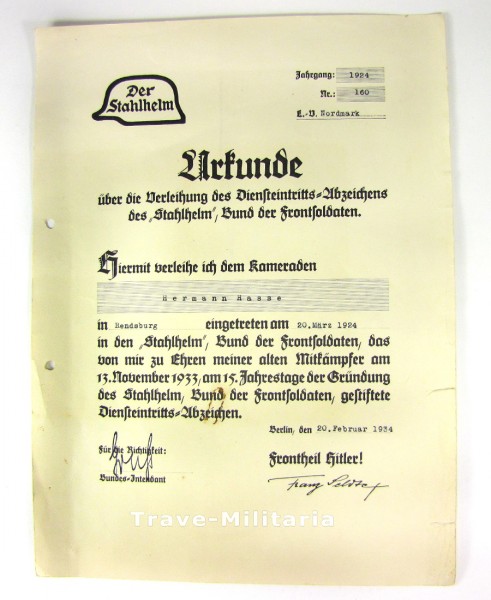 Der
Stahlhelm
Jahrgang: 1924
Nr.: 160
L.-V. Nordmark
Urkunde
über die Verleihung des Diensteintritts=Abzeichens
des „Stahlhelm“, Bund der Frontsoldaten.
Hiermit verleihe ich dem Kameraden
Hermann Hasse
in Rendsburg eingetreten am 20.März 1924
in den „Stahlhelm“, Bund der Frontsoldaten, das
von mir zu Ehren meiner alten Mitkämpfer am
13. November 1933, am 15. Jahrestage der Gründung
des Stahlhelm, Bund der Frontsoldaten, gestiftete
Diensteintritts=Abzeichen.
Berlin, den 20.Februar 1934
Für die Richtigkeit:
Frontheil Hitler!
Bundes=Intendant
Franz Seldte
Trave-Militaria